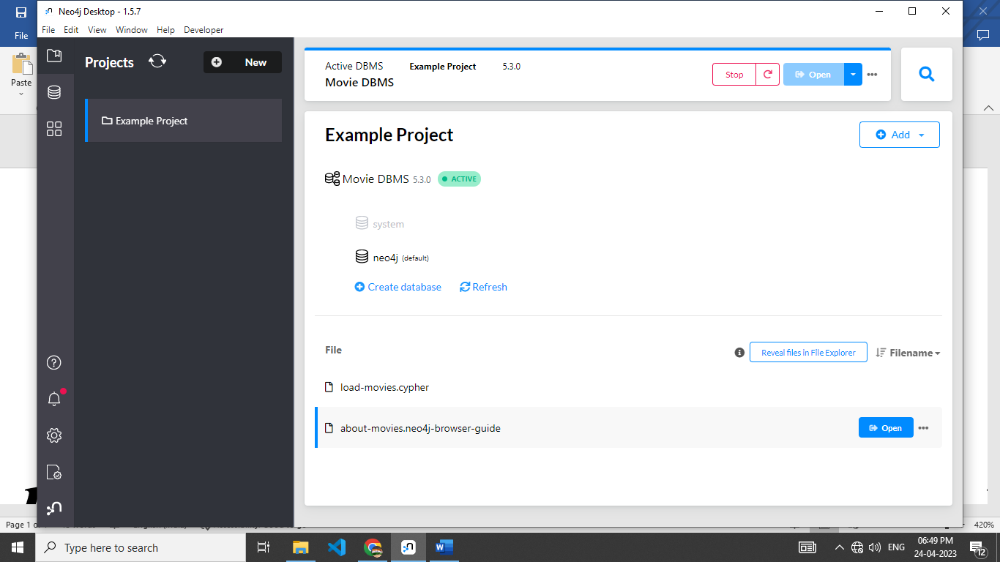 Neo4j Desktop - 1.5.7
File Edit View Window Help Developer
File
Paste
Projects
New
Example Project
Active DBMS Example Project 5.3.0
Movie DBMS
Stop
Open
Example Project
Add
Movie DBMS 5.3.0 ACTIVE
system
neo4j (default)
Create database Refresh
File
Reveal files in File Explorer
Filename
load-movies.cypher
about-movies.neo4j-browser-guide
Open
Page 1 of
420%
Type here to search
ENG
06:49 PM
24-04-2023
12